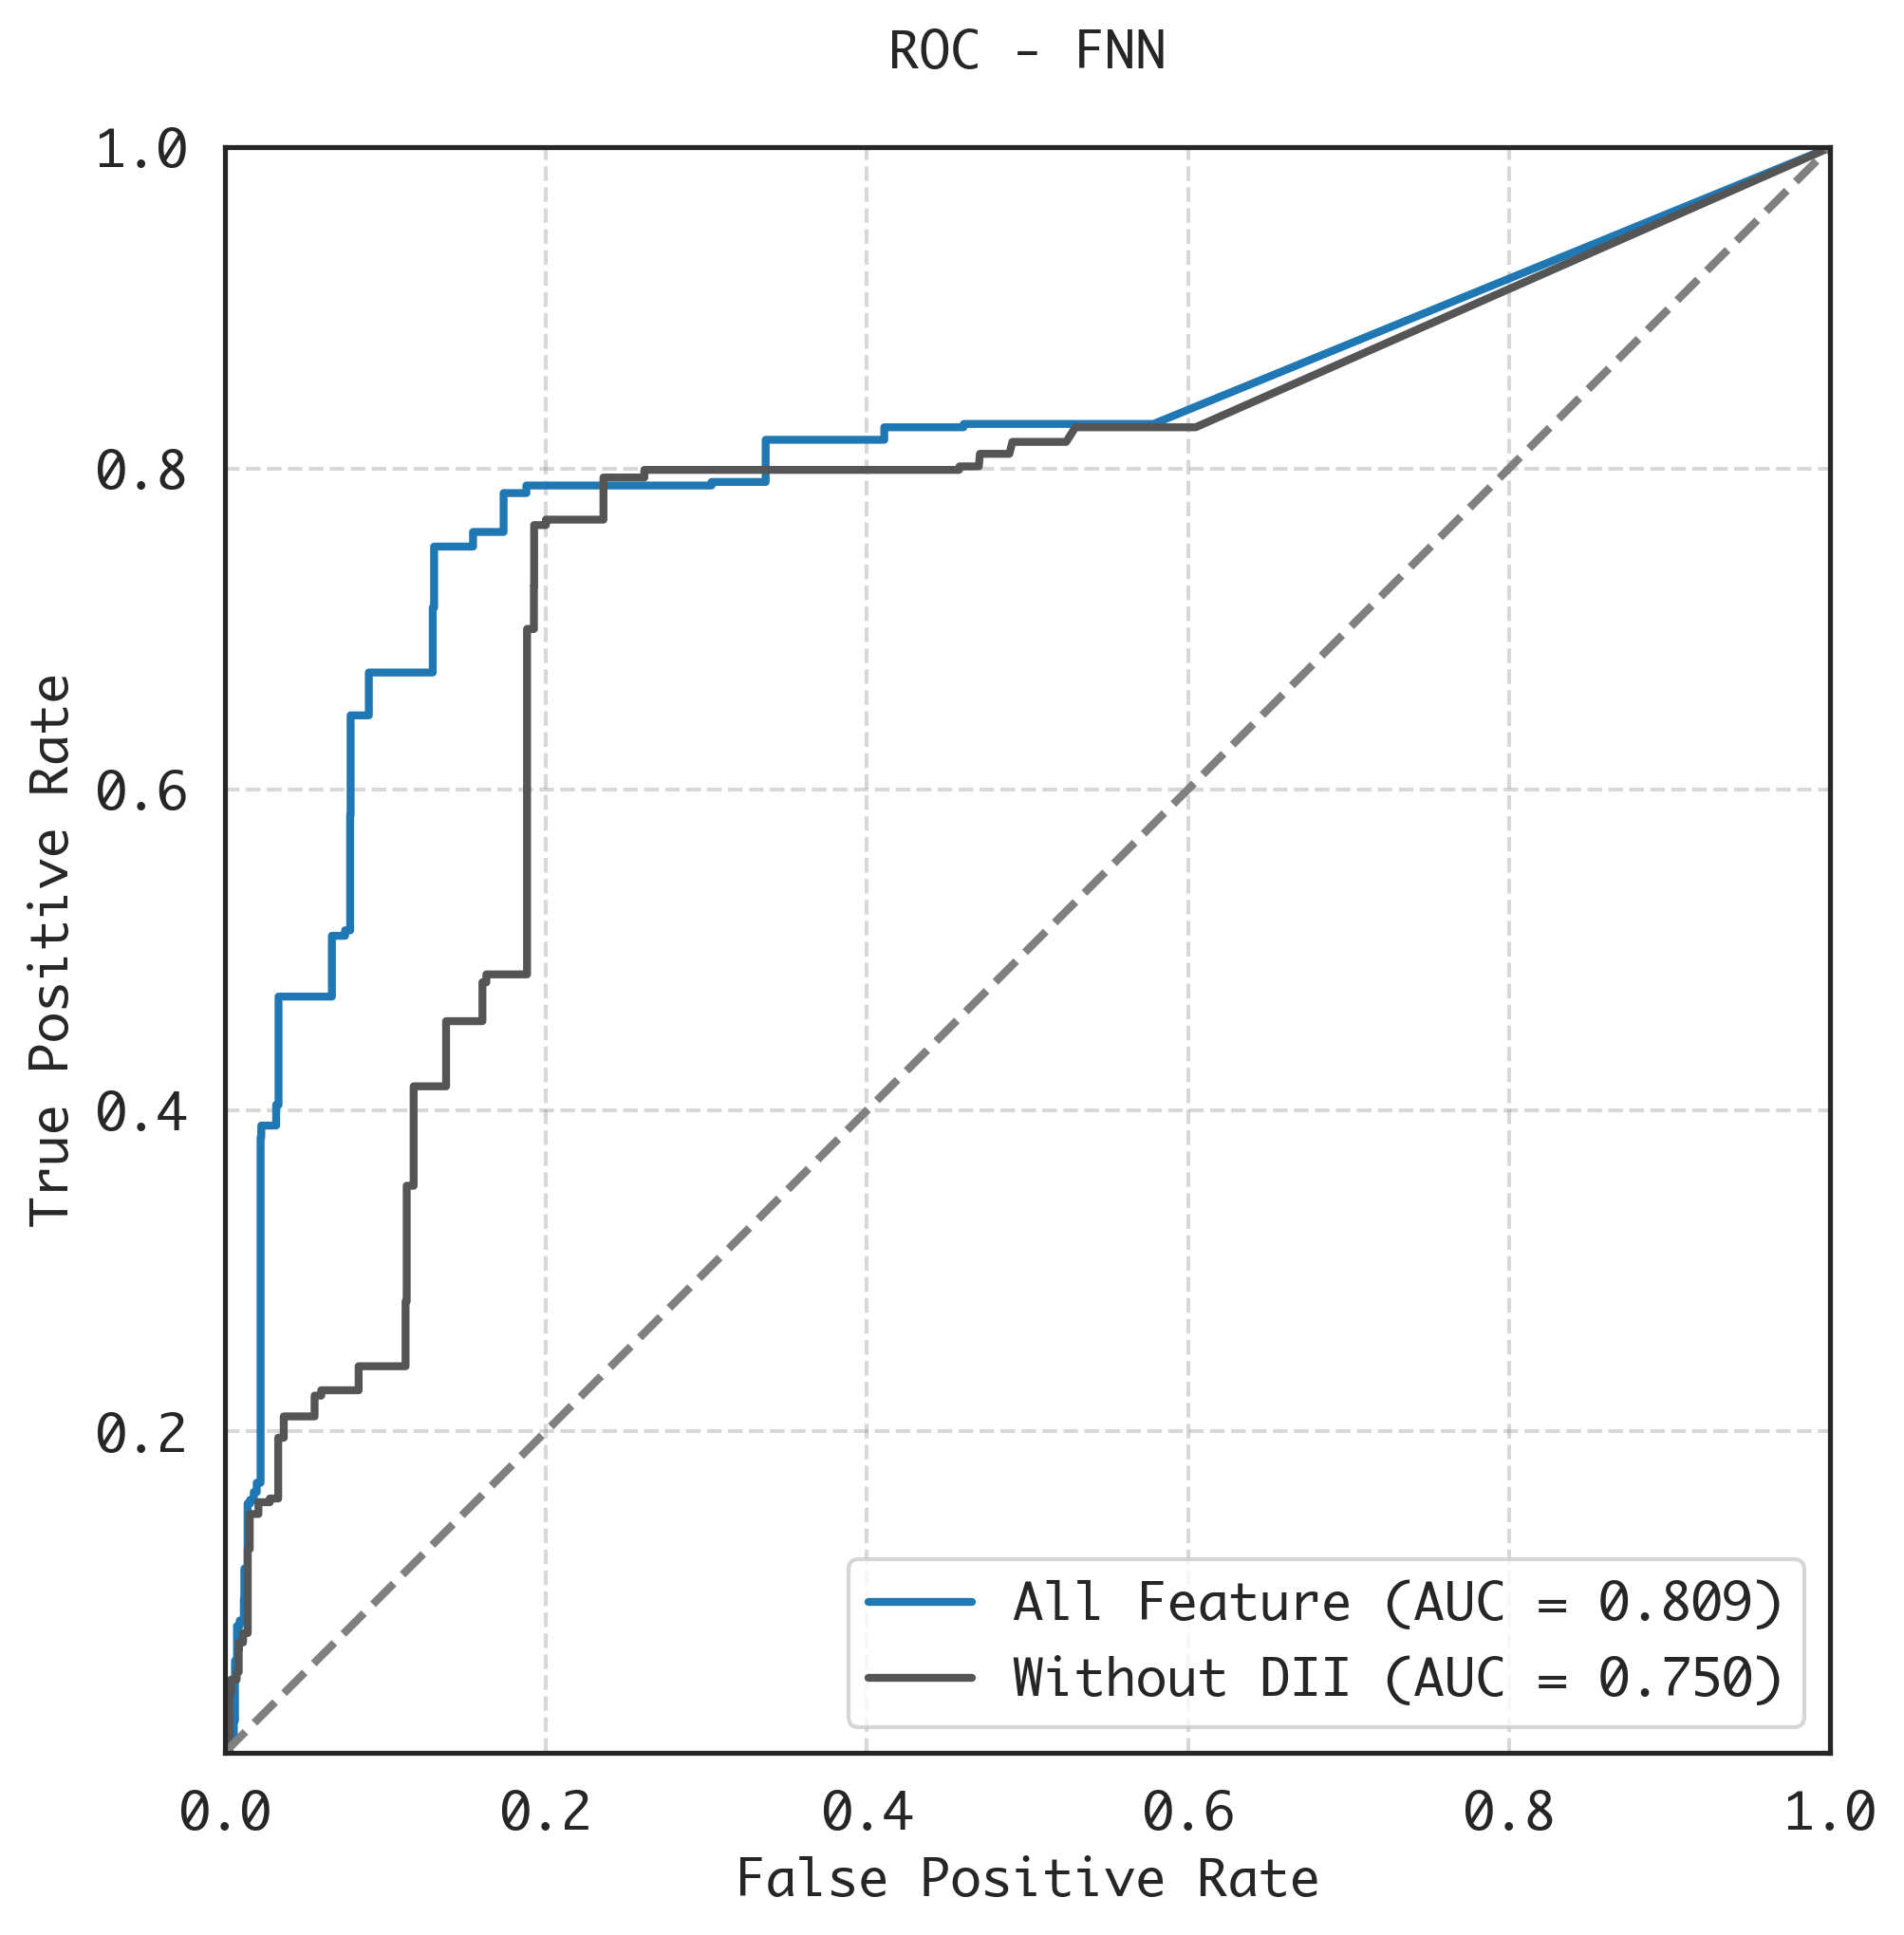 ROC - FNN
1.0
0.8
0.6
0.4
0.2
True Positive Rate
All Feature (AUC = 0.809)
Without DII (AUC = 0.750)
0.0 0.2 0.4 0.6 0.8 1.0
False Positive Rate